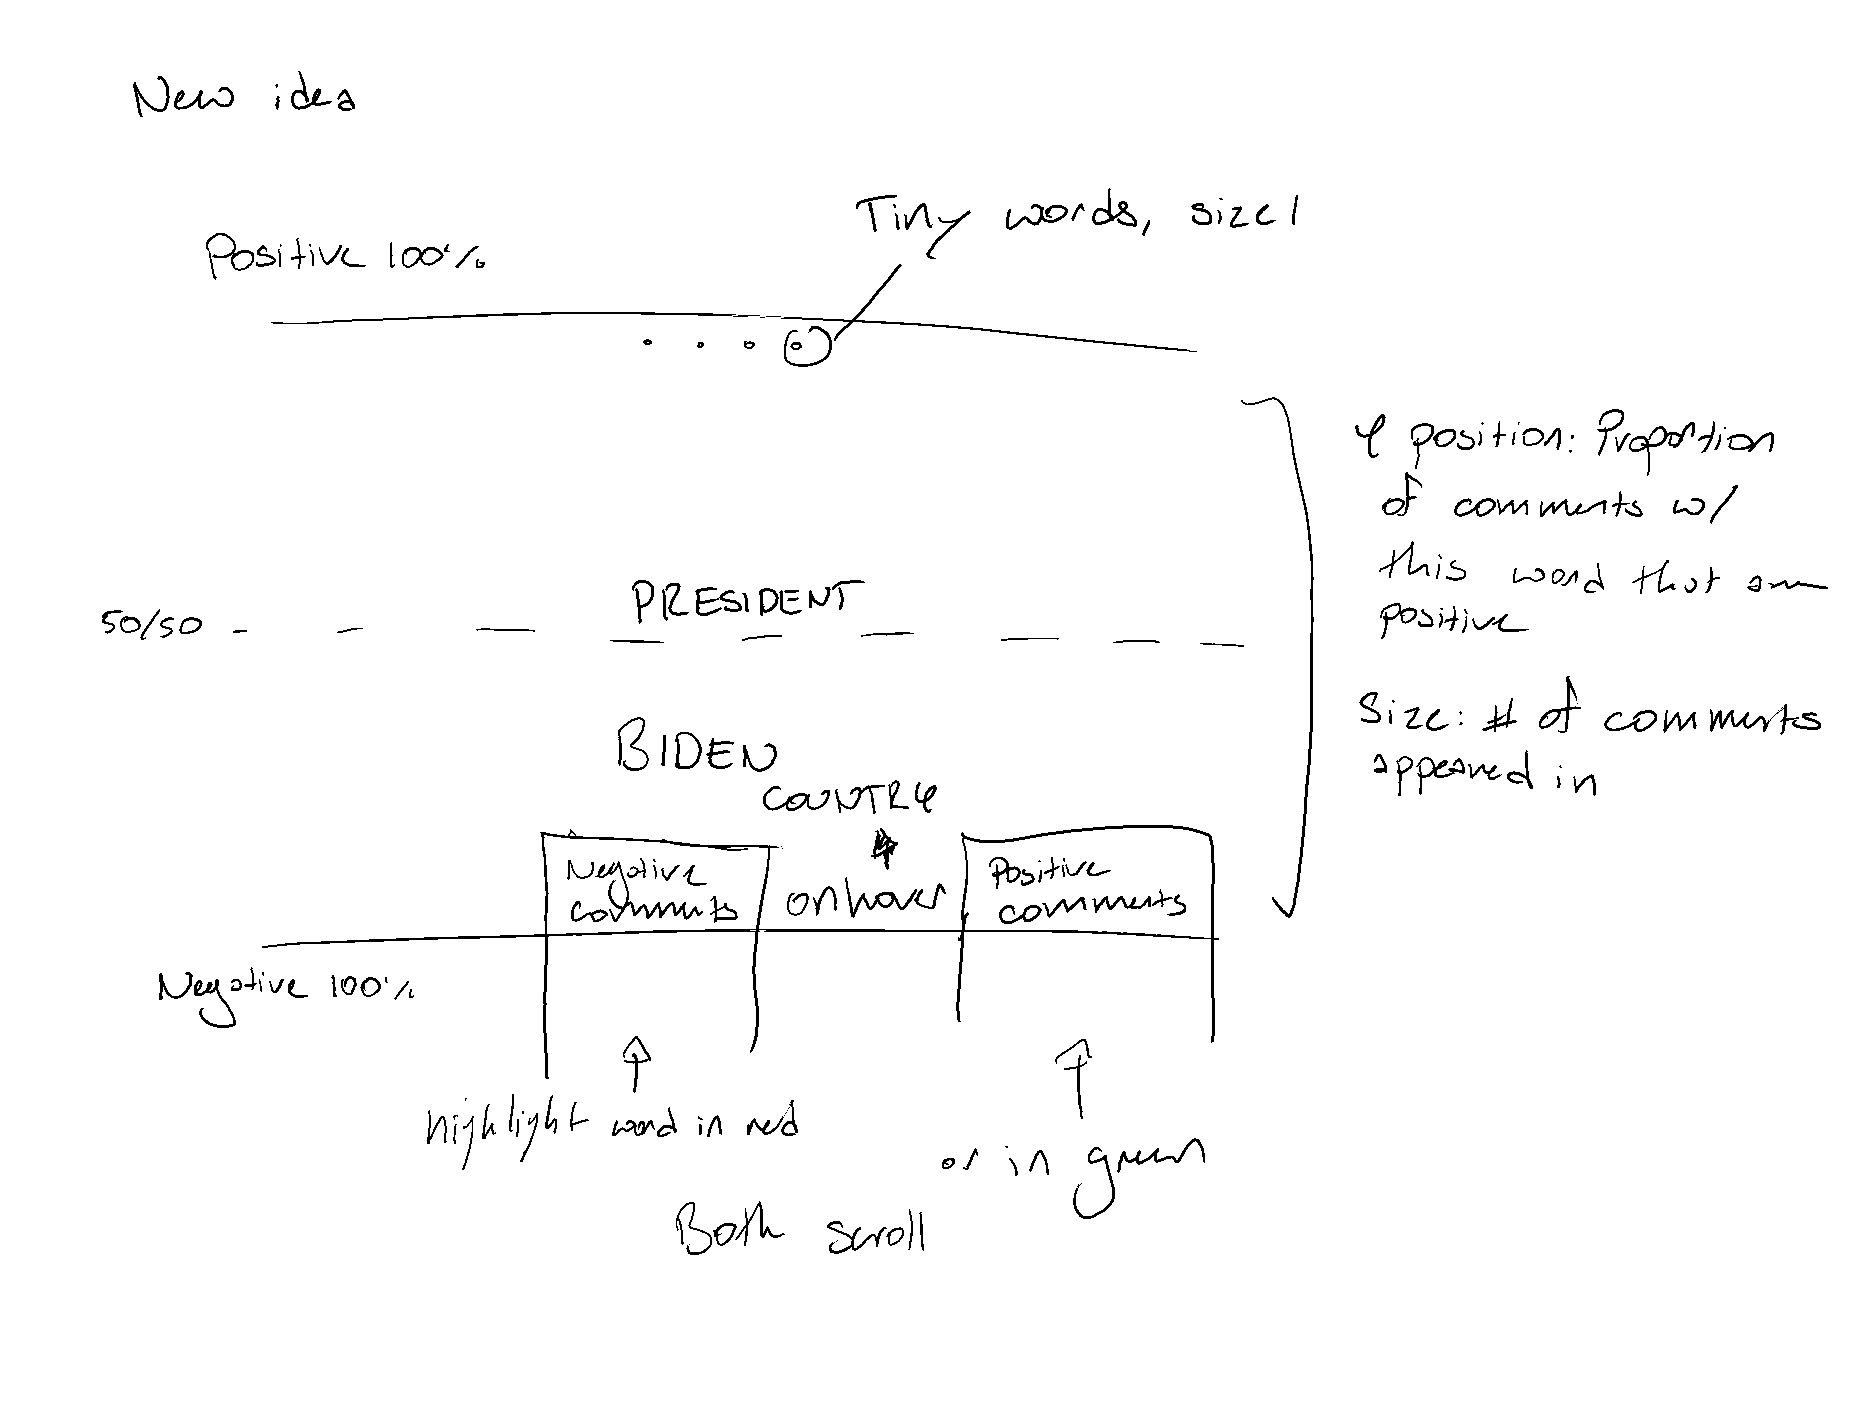 New idea
Tiny words, size 1
Positive 100%
Y position: Proportion
of comments w/
this word that are
positive
50/50
PRESIDENT
Size: # of comments
appeared in
BIDEN
COUNTRY
Negative
comments
on hover
Positive
comments
Negative 100%
highlight word in red
or in green
Both scroll